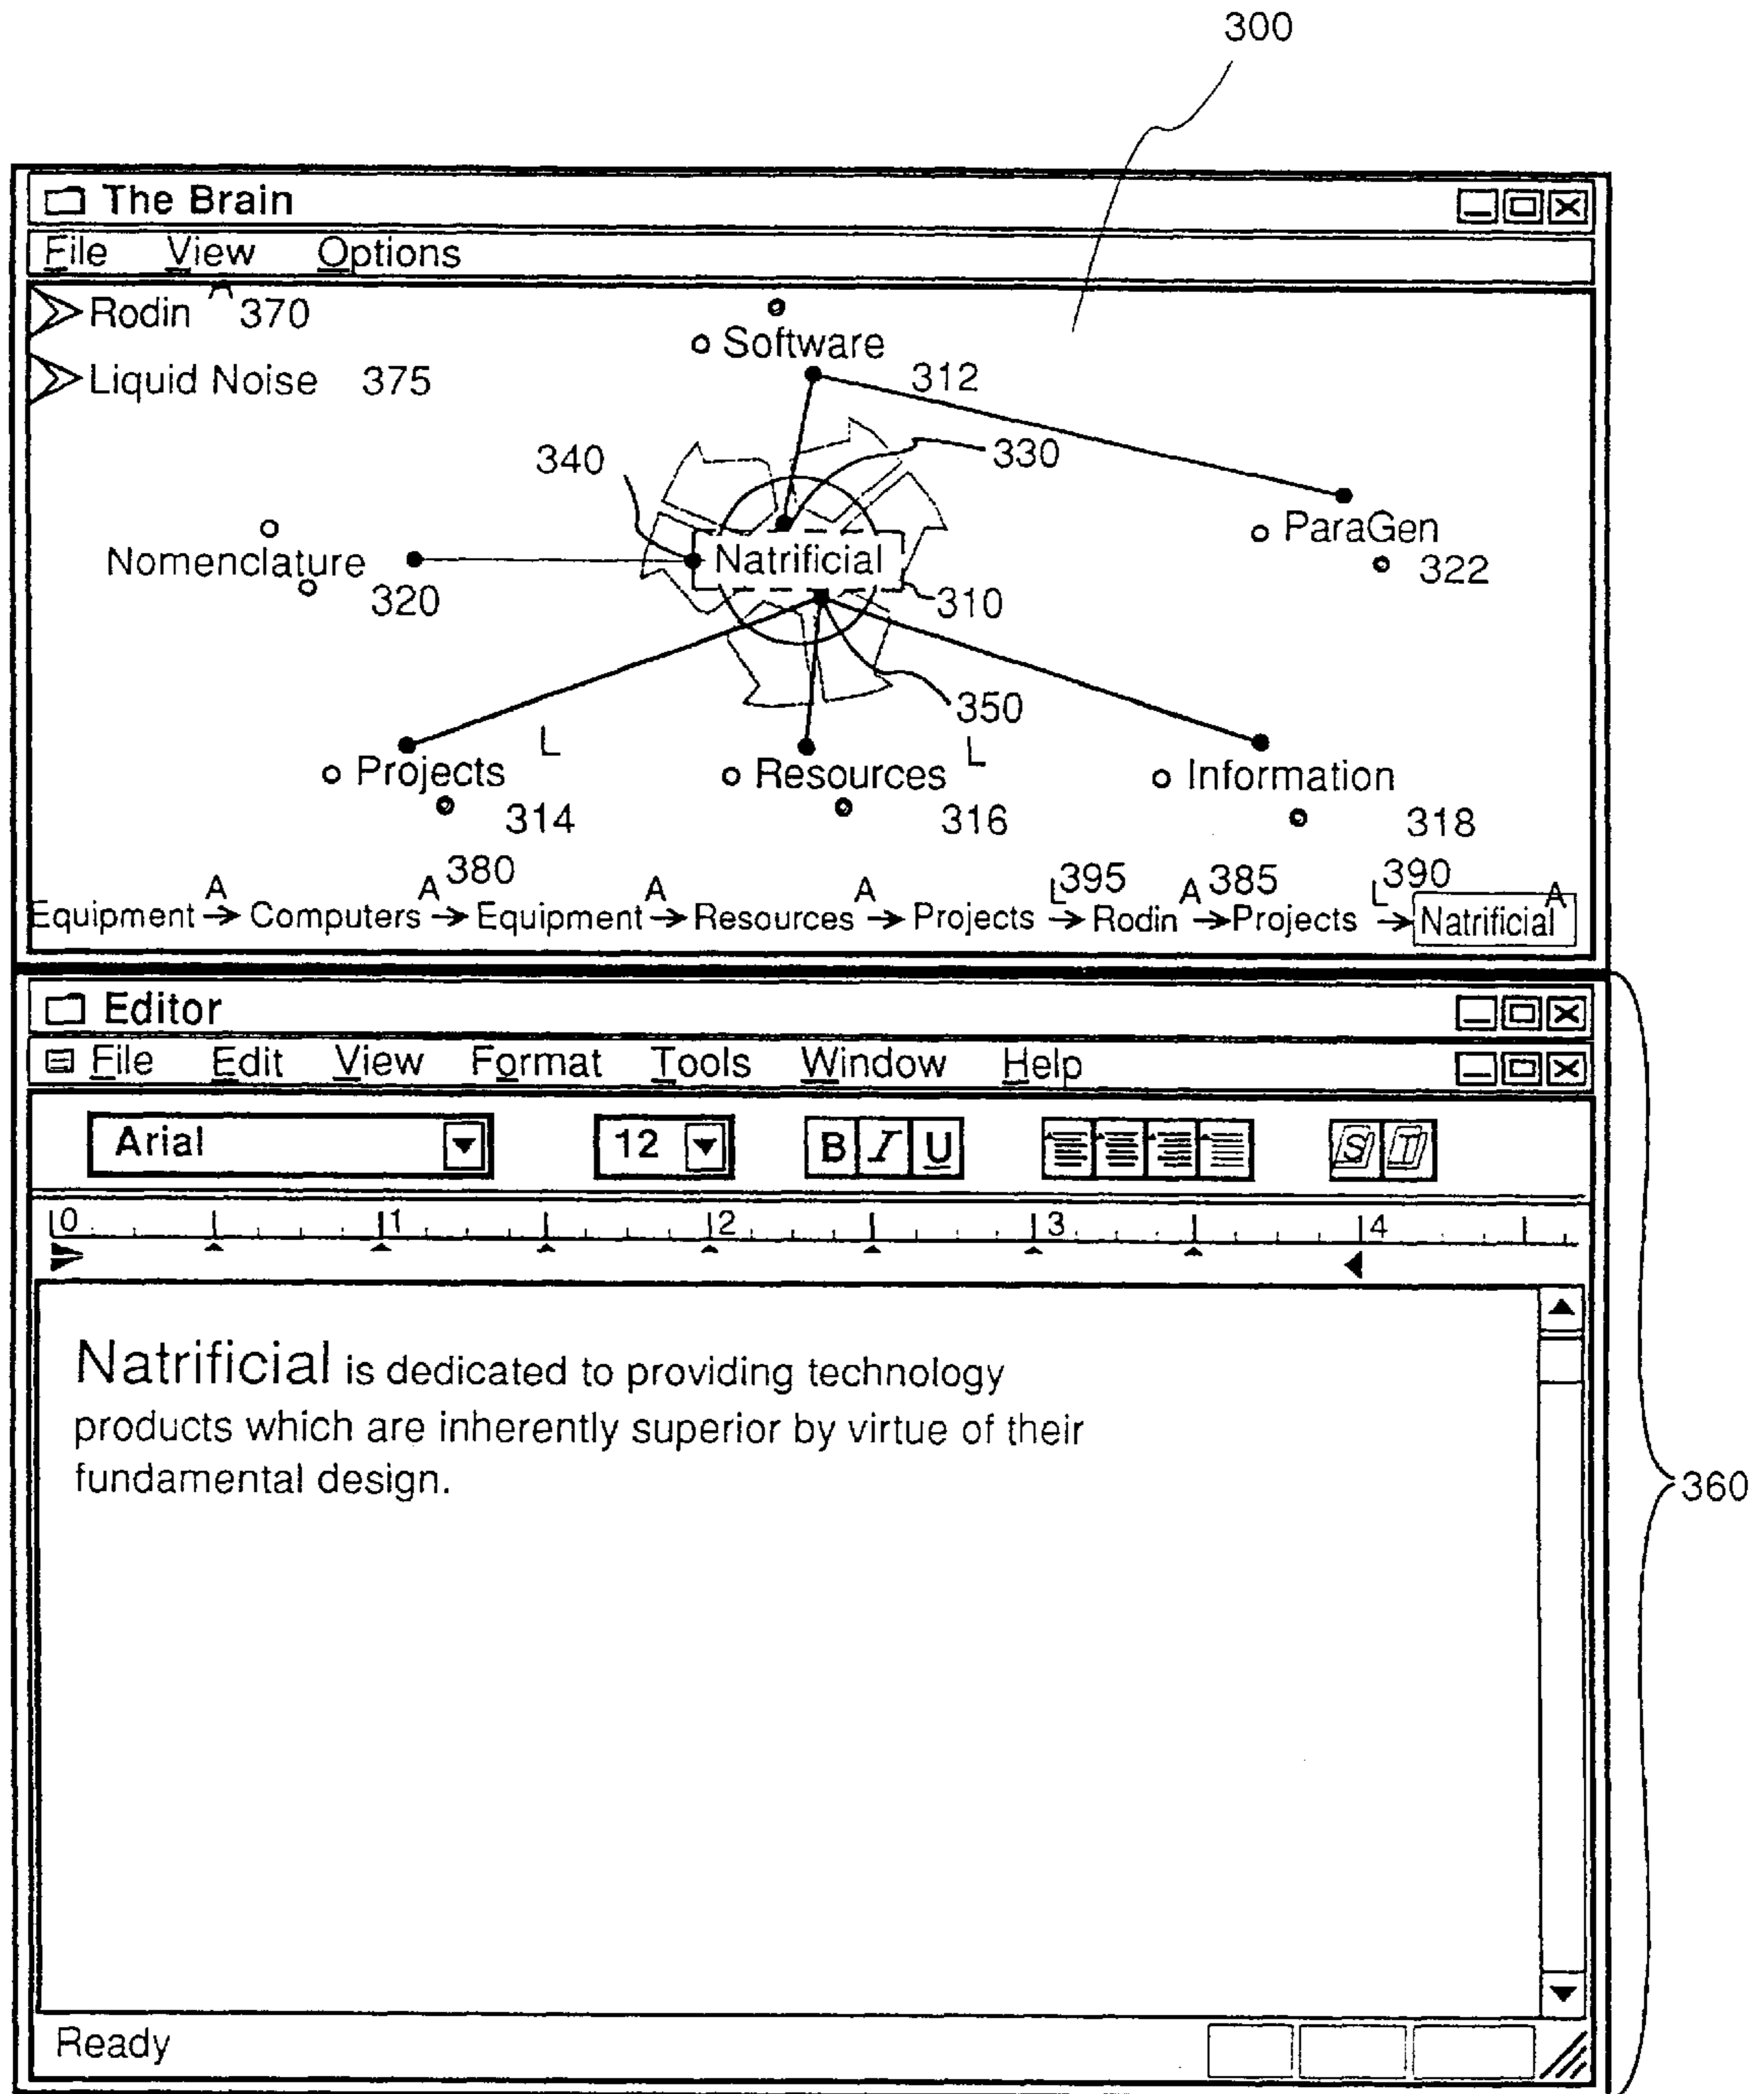 300
The Brain
File View Options
Rodin A 370
Software
Liquid Noise 375
312
340
330
ParaGen
Nomenclature
Natrificial
322
320
310
350
L L
Projects Resources Information
314 316 318
A A 380 A A L 395 A 385 L 390 A
Equipment → Computers → Equipment → Resources → Projects → Rodin → Projects → Natrificial
Editor
File Edit View Format Tools Window Help
Arial 12 B I U S T
0 1 2 3 4
Natrificial is dedicated to providing technology
products which are inherently superior by virtue of their
fundamental design.
360
Ready